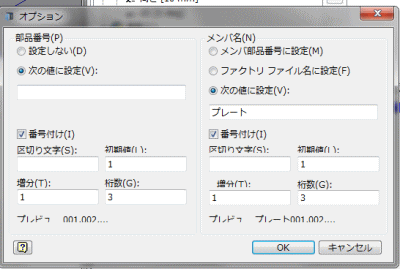 オプション
部品番号(P)
設定しない(D)
次の値に設定(V):
番号付け(I)
区切り文字(S):
初期値(L):
1
増分(T):
桁数(G):
1
3
プレビュー 001,002,...
メンバ名(N)
メンバ部品番号に設定(M)
ファクトリ ファイル名に設定(F)
次の値に設定(V):
プレート
番号付け(I)
区切り文字(S):
初期値(L):
1
増分(T):
桁数(G):
1
3
プレビュー プレート001,002,...
OK
キャンセル